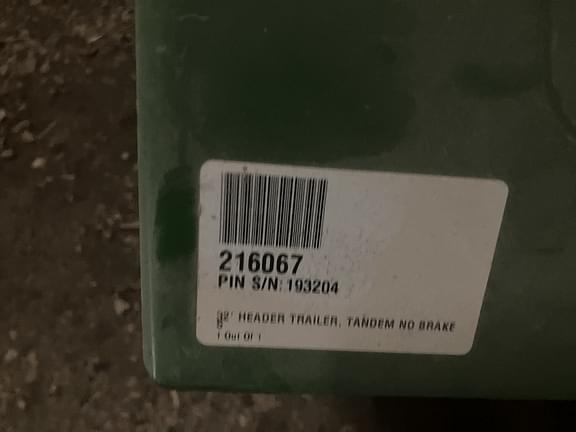 216067
PIN S/N: 193204
32' HEADER TRAILER, TANDEM NO BRAKE
1 Out Of 1